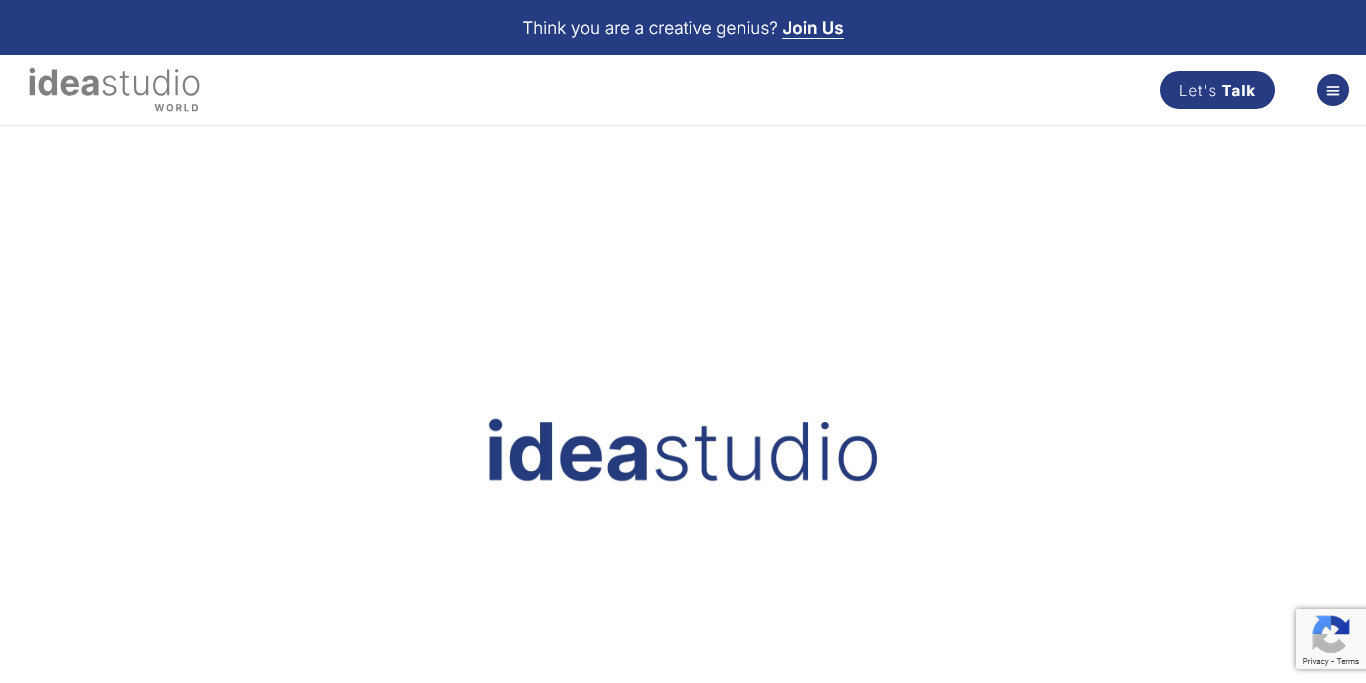 Think you are a creative genius? Join Us
ideastudio
WORLD
Let's Talk
ideastudio
Privacy - Terms